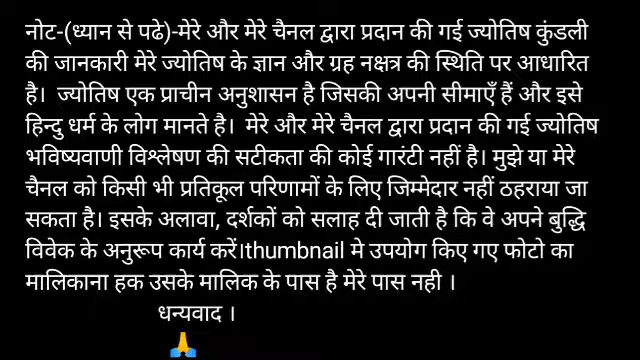 नोट-(ध्यान से पढे)-मेरे और मेरे चैनल द्वारा प्रदान की गई ज्योतिष कुंडली
की जानकारी मेरे ज्योतिष के ज्ञान और ग्रह नक्षत्र की स्थिति पर आधारित
है।  ज्योतिष एक प्राचीन अनुशासन है जिसकी अपनी सीमाएँ हैं और इसे
हिन्दु धर्म के लोग मानते है।  मेरे और मेरे चैनल द्वारा प्रदान की गई ज्योतिष
भविष्यवाणी विश्लेषण की सटीकता की कोई गारंटी नहीं है। मुझे या मेरे
चैनल को किसी भी प्रतिकूल परिणामों के लिए जिम्मेदार नहीं ठहराया जा
सकता है। इसके अलावा, दर्शकों को सलाह दी जाती है कि वे अपने बुद्धि
विवेक के अनुरूप कार्य करें।thumbnail मे उपयोग किए गए फोटो का
मालिकाना हक उसके मालिक के पास है मेरे पास नही ।
धन्यवाद ।
🙏